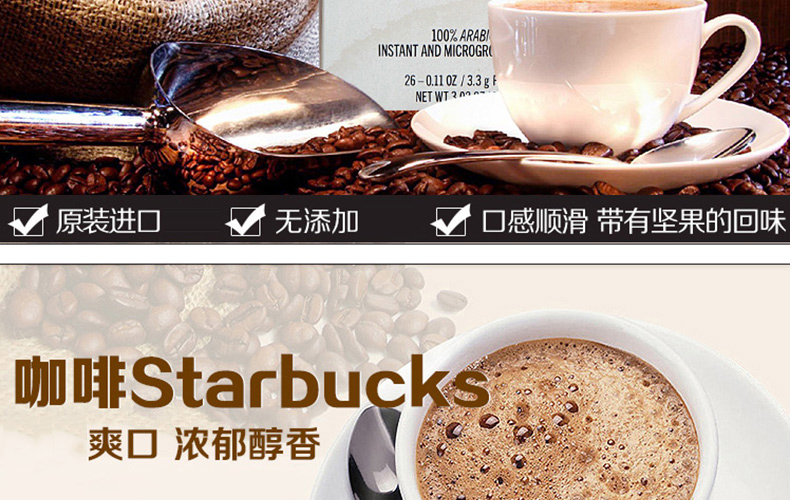 100% ARABI
INSTANT AND MICROGRO
26 – 0.11 OZ / 3.3 g
NET WT
原装进口
无添加
口感顺滑 带有坚果的回味
咖啡Starbucks
爽口 浓郁醇香